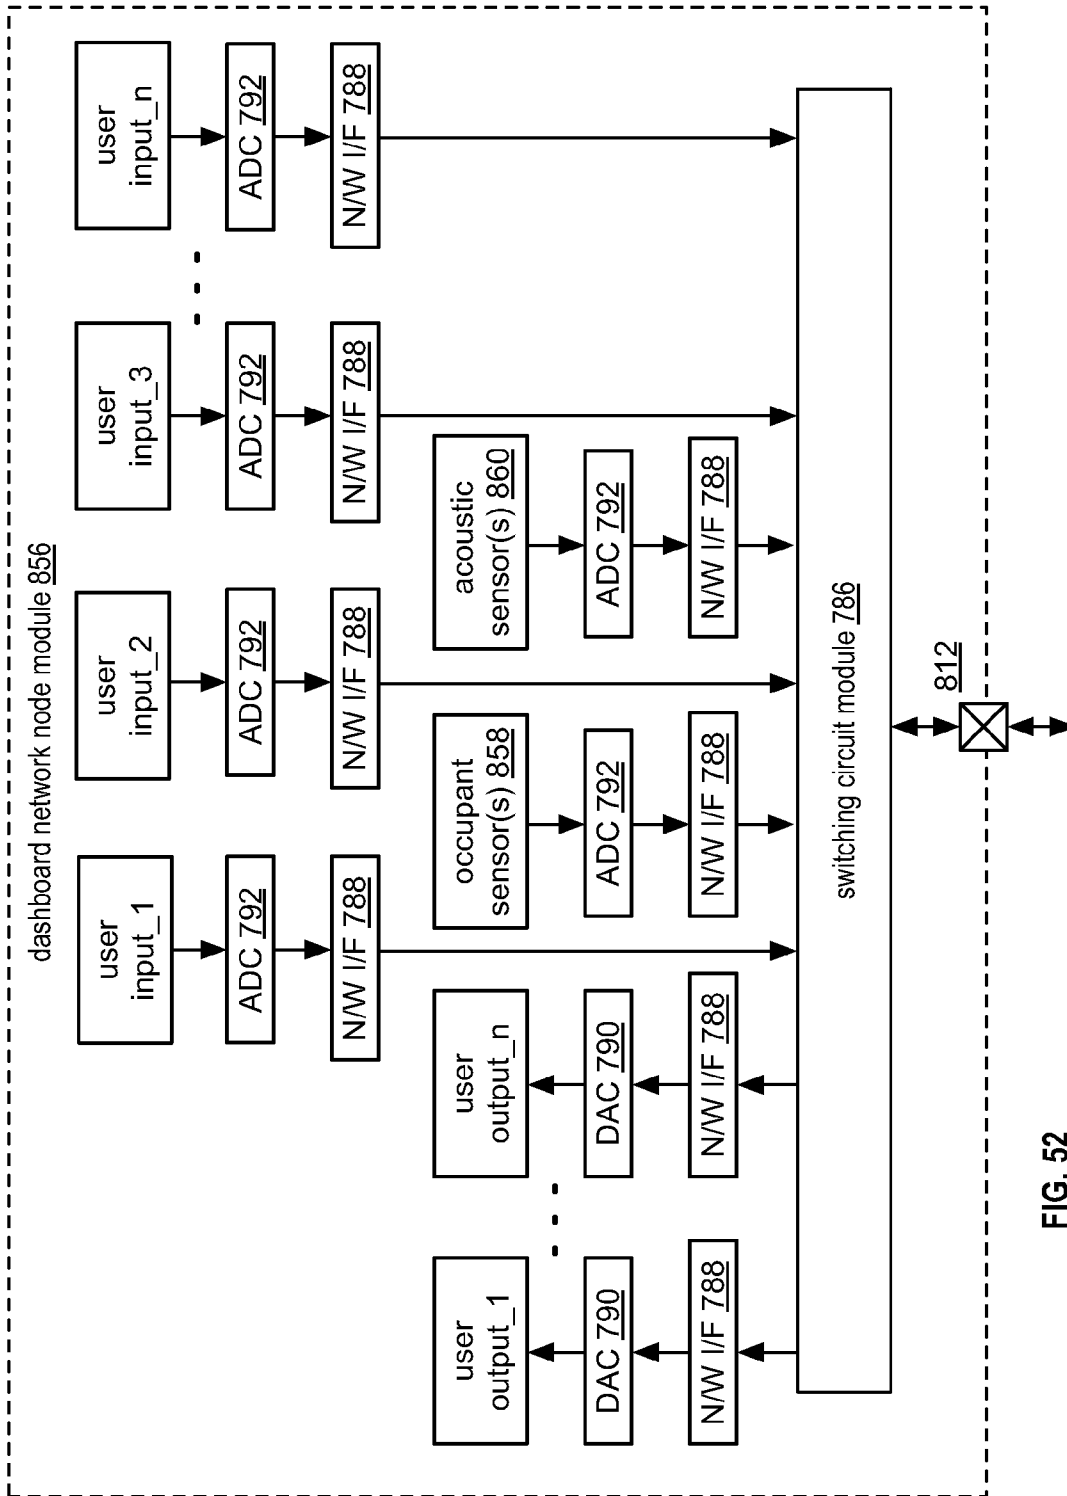 dashboard network node module 856
user
input_1
user
input_2
user
input_3
user
input_n
ADC 792
ADC 792
ADC 792
ADC 792
N/W I/F 788
N/W I/F 788
N/W I/F 788
N/W I/F 788
user
output_1
user
output_n
occupant
sensor(s) 858
acoustic
sensor(s) 860
DAC 790
DAC 790
ADC 792
ADC 792
N/W I/F 788
N/W I/F 788
N/W I/F 788
N/W I/F 788
switching circuit module 786
812
FIG. 52